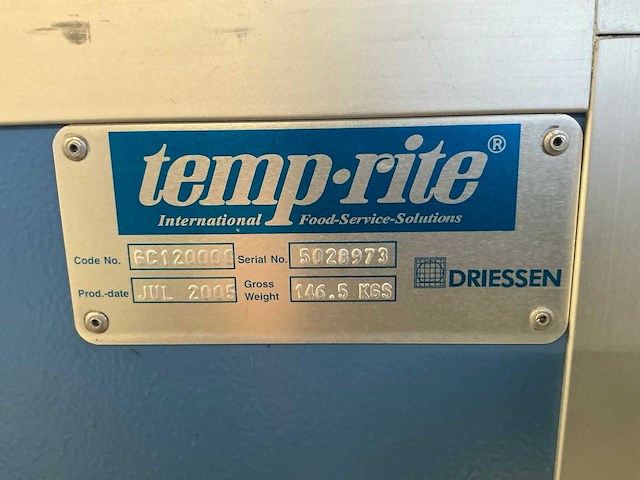 temp·rite®
International Food-Service-Solutions
Code No. Serial No. 5028973
DRIESSEN
Prod.-date JUL 2005 Gross Weight 146.5 KGS